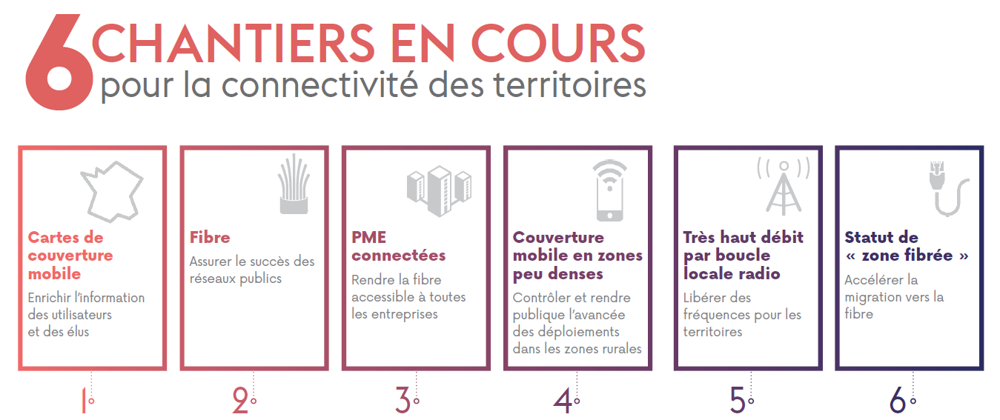 6 CHANTIERS EN COURS
pour la connectivité des territoires
Cartes de
couverture
mobile
Enrichir l'information
des utilisateurs
et des élus
1
Fibre
Assurer le succès des
réseaux publics
2
PME
connectées
Rendre la fibre
accessible à toutes
les entreprises
3
Couverture
mobile en zones
peu denses
Contrôler et rendre
publique l'avancée
des déploiements
dans les zones rurales
4
Très haut débit
par boucle
locale radio
Libérer des
fréquences pour les
territoires
5
Statut de
« zone fibrée »
Accélérer la
migration vers la
fibre
6